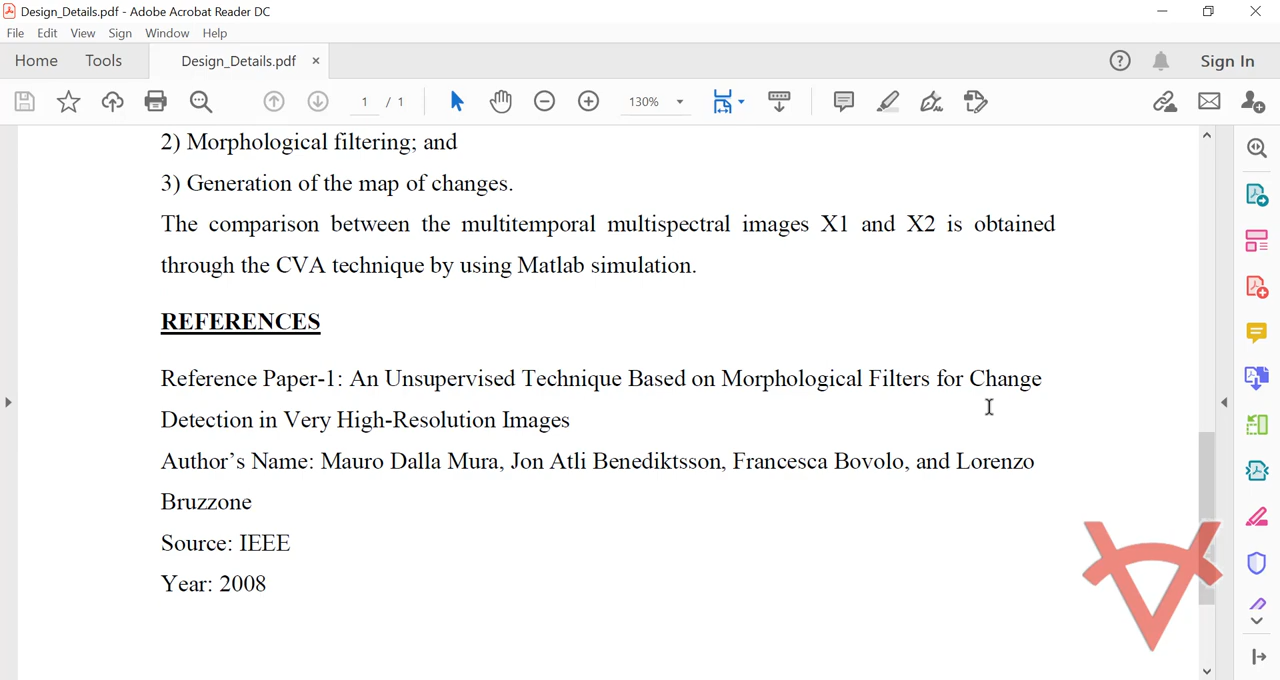 Design_Details.pdf - Adobe Acrobat Reader DC
File Edit View Sign Window Help
Home Tools Design_Details.pdf × Sign In
1 / 1 130%
2) Morphological filtering; and
3) Generation of the map of changes.
The comparison between the multitemporal multispectral images X1 and X2 is obtained
through the CVA technique by using Matlab simulation.
REFERENCES
Reference Paper-1: An Unsupervised Technique Based on Morphological Filters for Change
Detection in Very High-Resolution Images
Author’s Name: Mauro Dalla Mura, Jon Atli Benediktsson, Francesca Bovolo, and Lorenzo
Bruzzone
Source: IEEE
Year: 2008